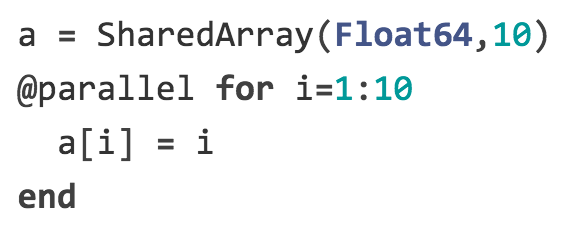 a = SharedArray(Float64,10)
@parallel for i=1:10
  a[i] = i
end